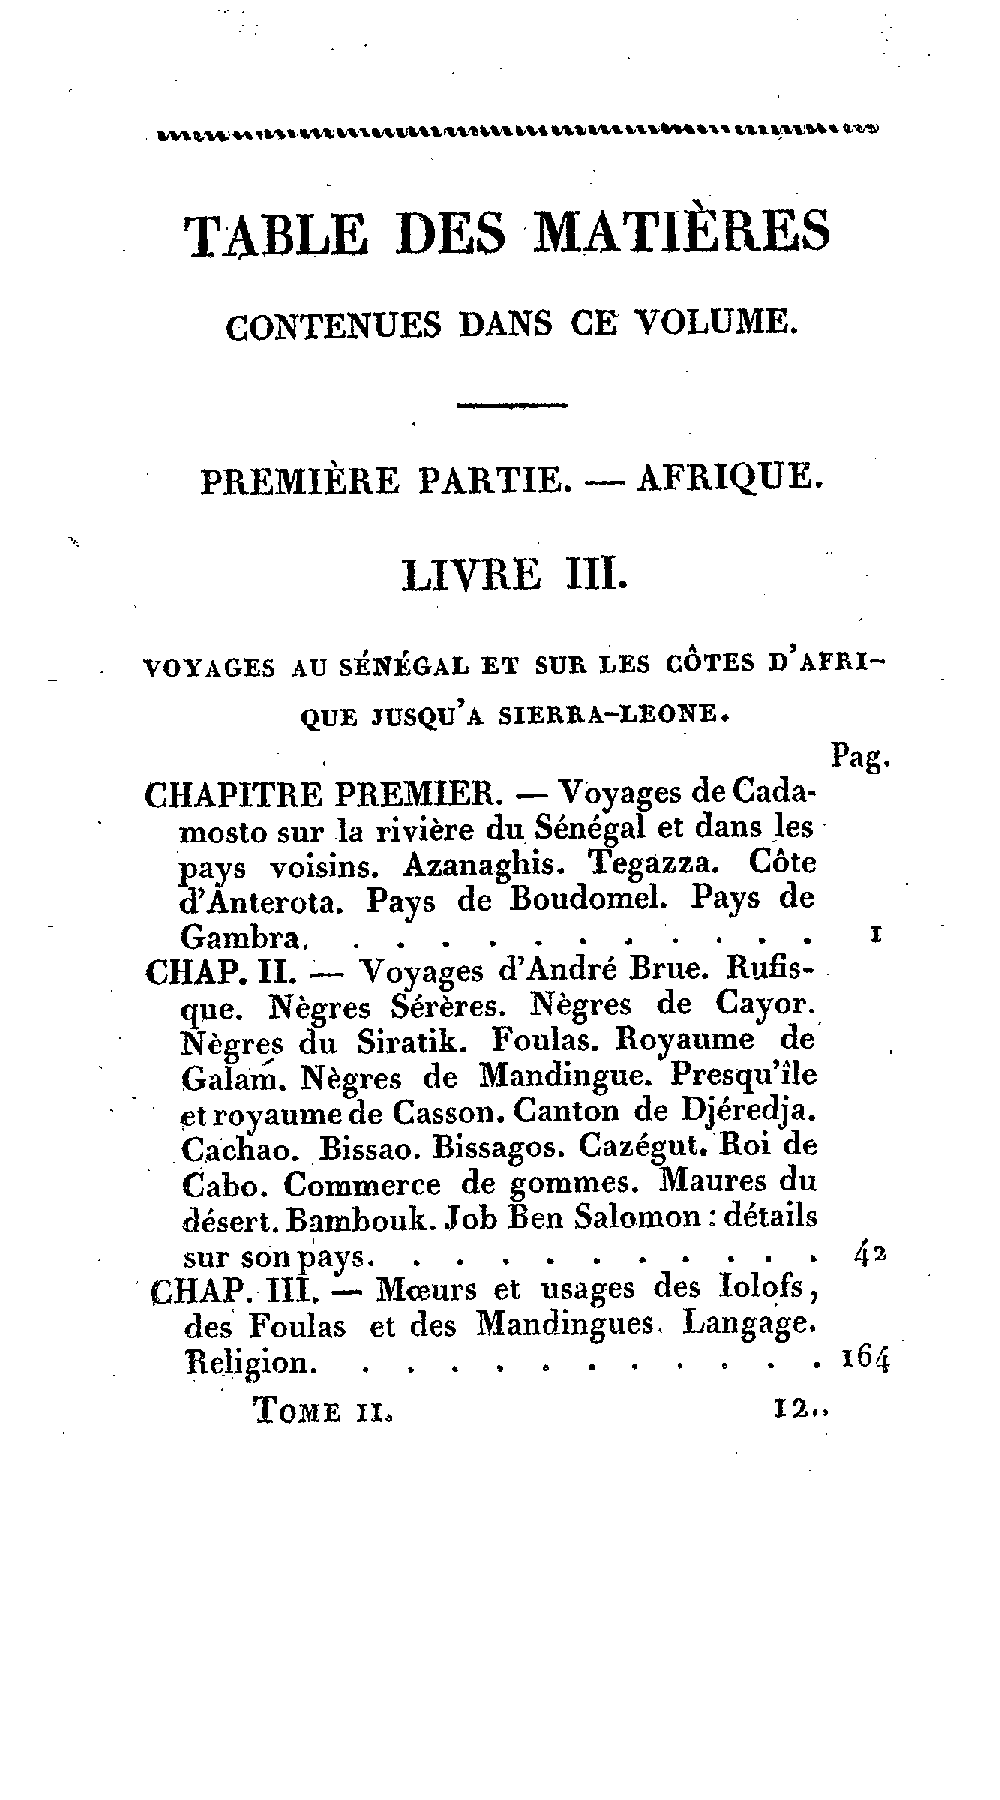 TABLE DES MATIÈRES
CONTENUES DANS CE VOLUME.
PREMIÈRE PARTIE. — AFRIQUE.
LIVRE III.
VOYAGES AU SÉNÉGAL ET SUR LES CÔTES D'AFRI-
QUE JUSQU'A SIERRA-LEONE.
Pag.
CHAPITRE PREMIER. — Voyages de Cada-
mosto sur la rivière du Sénégal et dans les
pays voisins. Azanaghis. Tegazza. Côte
d'Anterota. Pays de Boudomel. Pays de
Gambra. . . . . . . . . . . . 1
CHAP. II. — Voyages d'André Brue. Rufis-
que. Nègres Sérères. Nègres de Cayor.
Nègres du Siratik. Foulas. Royaume de
Galam. Nègres de Mandingue. Presqu'île
et royaume de Casson. Canton de Djéredja.
Cachao. Bissao. Bissagos. Cazégut. Roi de
Cabo. Commerce de gommes. Maures du
désert. Bambouk. Job Ben Salomon : détails
sur son pays. . . . . . . . . . . 42
CHAP. III. — Mœurs et usages des Iolofs,
des Foulas et des Mandingues. Langage.
Religion. . . . . . . . . . . . 164
TOME II. 12..